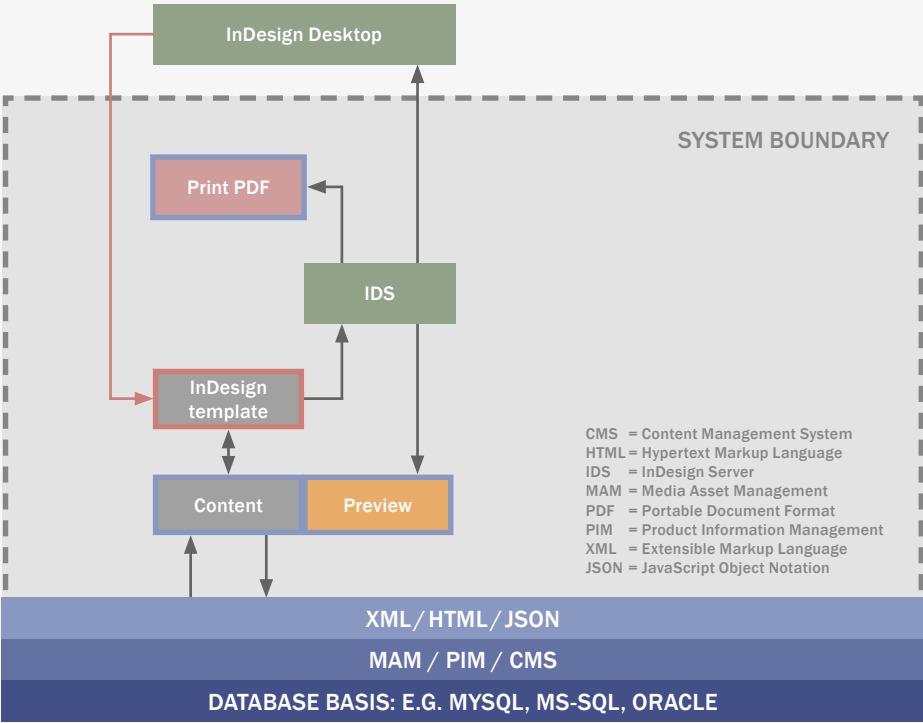 InDesign Desktop
SYSTEM BOUNDARY
Print PDF
IDS
InDesign
template
Content
Preview
CMS = Content Management System
HTML = Hypertext Markup Language
IDS = InDesign Server
MAM = Media Asset Management
PDF = Portable Document Format
PIM = Product Information Management
XML = Extensible Markup Language
JSON = JavaScript Object Notation
XML / HTML / JSON
MAM / PIM / CMS
DATABASE BASIS: E.G. MYSQL, MS-SQL, ORACLE